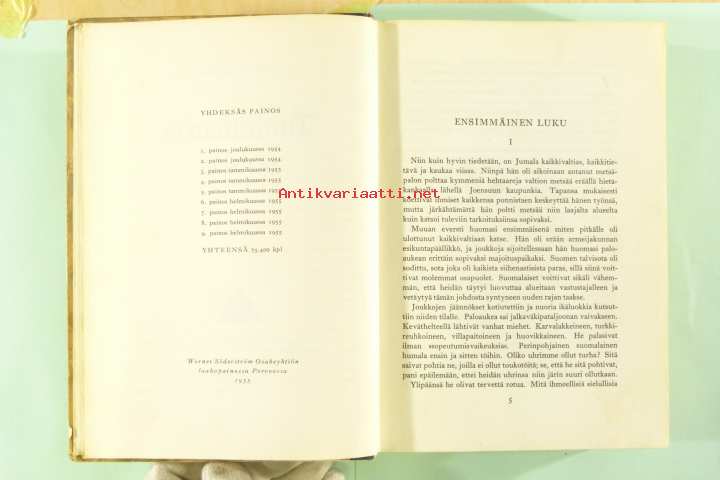 YHDEKSÄS PAINOS
1. painos joulukuussa 1954
2. painos joulukuussa 1954
3. painos tammikuussa 1955
4. painos tammikuussa 1955
5. painos tammikuussa 1955
6. painos helmikuussa 1955
7. painos helmikuussa 1955
8. painos helmikuussa 1955
9. painos helmikuussa 1955
YHTEENSÄ 75.400 kpl
Werner Söderström Osakeyhtiön
laakapainossa Porvoossa
1955
Antikvariaatti.net
ENSIMMÄINEN LUKU
I
Niin kuin hyvin tiedetään, on Jumala kaikkivaltias, kaikkitie-
tävä ja kaukaa viisas. Niinpä hän oli aikoinaan antanut metsä-
palon polttaa kymmeniä hehtaareja valtion metsää eräällä hieta-
kankaalla lähellä Joensuun kaupunkia. Tapansa mukaisesti
koettivat ihmiset kaikkensa ponnistaen keskeyttää hänen työnsä,
mutta järkähtämättä hän poltti metsää niin laajalta alueelta
kuin katsoi tuleviin tarkoituksiinsa sopivaksi.
Muuan eversti huomasi ensimmäisenä miten pitkälle oli
ulottunut kaikkivaltiaan katse. Hän oli erään armeijakunnan
esikuntapäällikkö, ja joukkoja sijoitellessaan hän huomasi palo-
aukean erittäin sopivaksi majoituspaikaksi. Suomen talvisota oli
sodittu, sota joka oli kaikista siihenastisista paras, sillä siinä voit-
tivat molemmat osapuolet. Suomalaiset voittivat sikäli vähem-
män, että heidän täytyi luovuttaa alueitaan vastustajalleen ja
vetäytyä tämän johdosta syntyneen uuden rajan taakse.
Joukkojen jäännökset kotiutettiin ja nuoria ikäluokkia kutsut-
tiin niiden tilalle. Paloaukea sai jalkaväkipataljoonan vaivakseen.
Keväthelteellä lähtivät vanhat miehet. Karvalakkeineen, turkki-
reuhkoineen, villapaitoineen ja huovikkaineen. He palasivat
ilman sopeutumisvaikeuksia. Perinpohjainen suomalainen
humala ensin ja sitten töihin. Oliko uhrimme ollut turha? Sitä
saivat pohtia ne, joilla ei ollut toukotöitä; se, että he sitä pohtivat,
pani epäilemään, ettei heidän uhrinsa niin järin suuri ollutkaan.
Ylipäänsä he olivat tervettä rotua. Mitä ihmeellisiä sielullisia
5